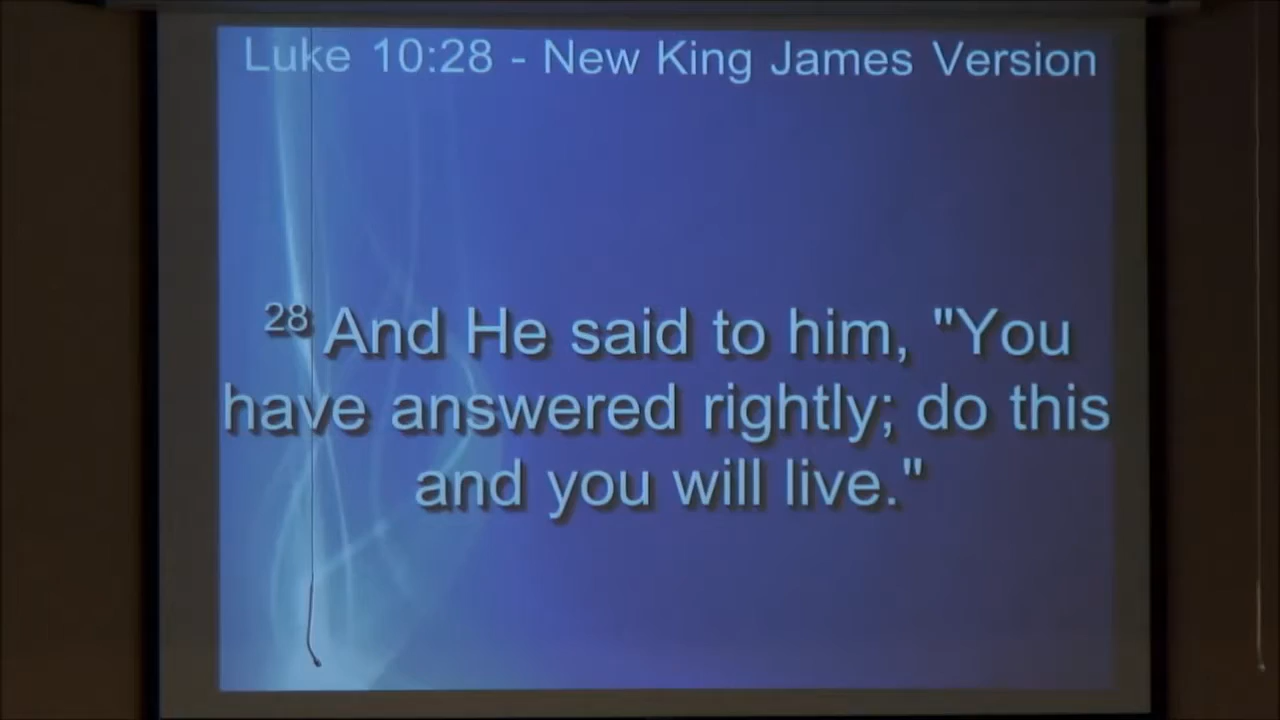 Luke 10:28 - New King James Version
28 And He said to him, "You
have answered rightly; do this
and you will live."